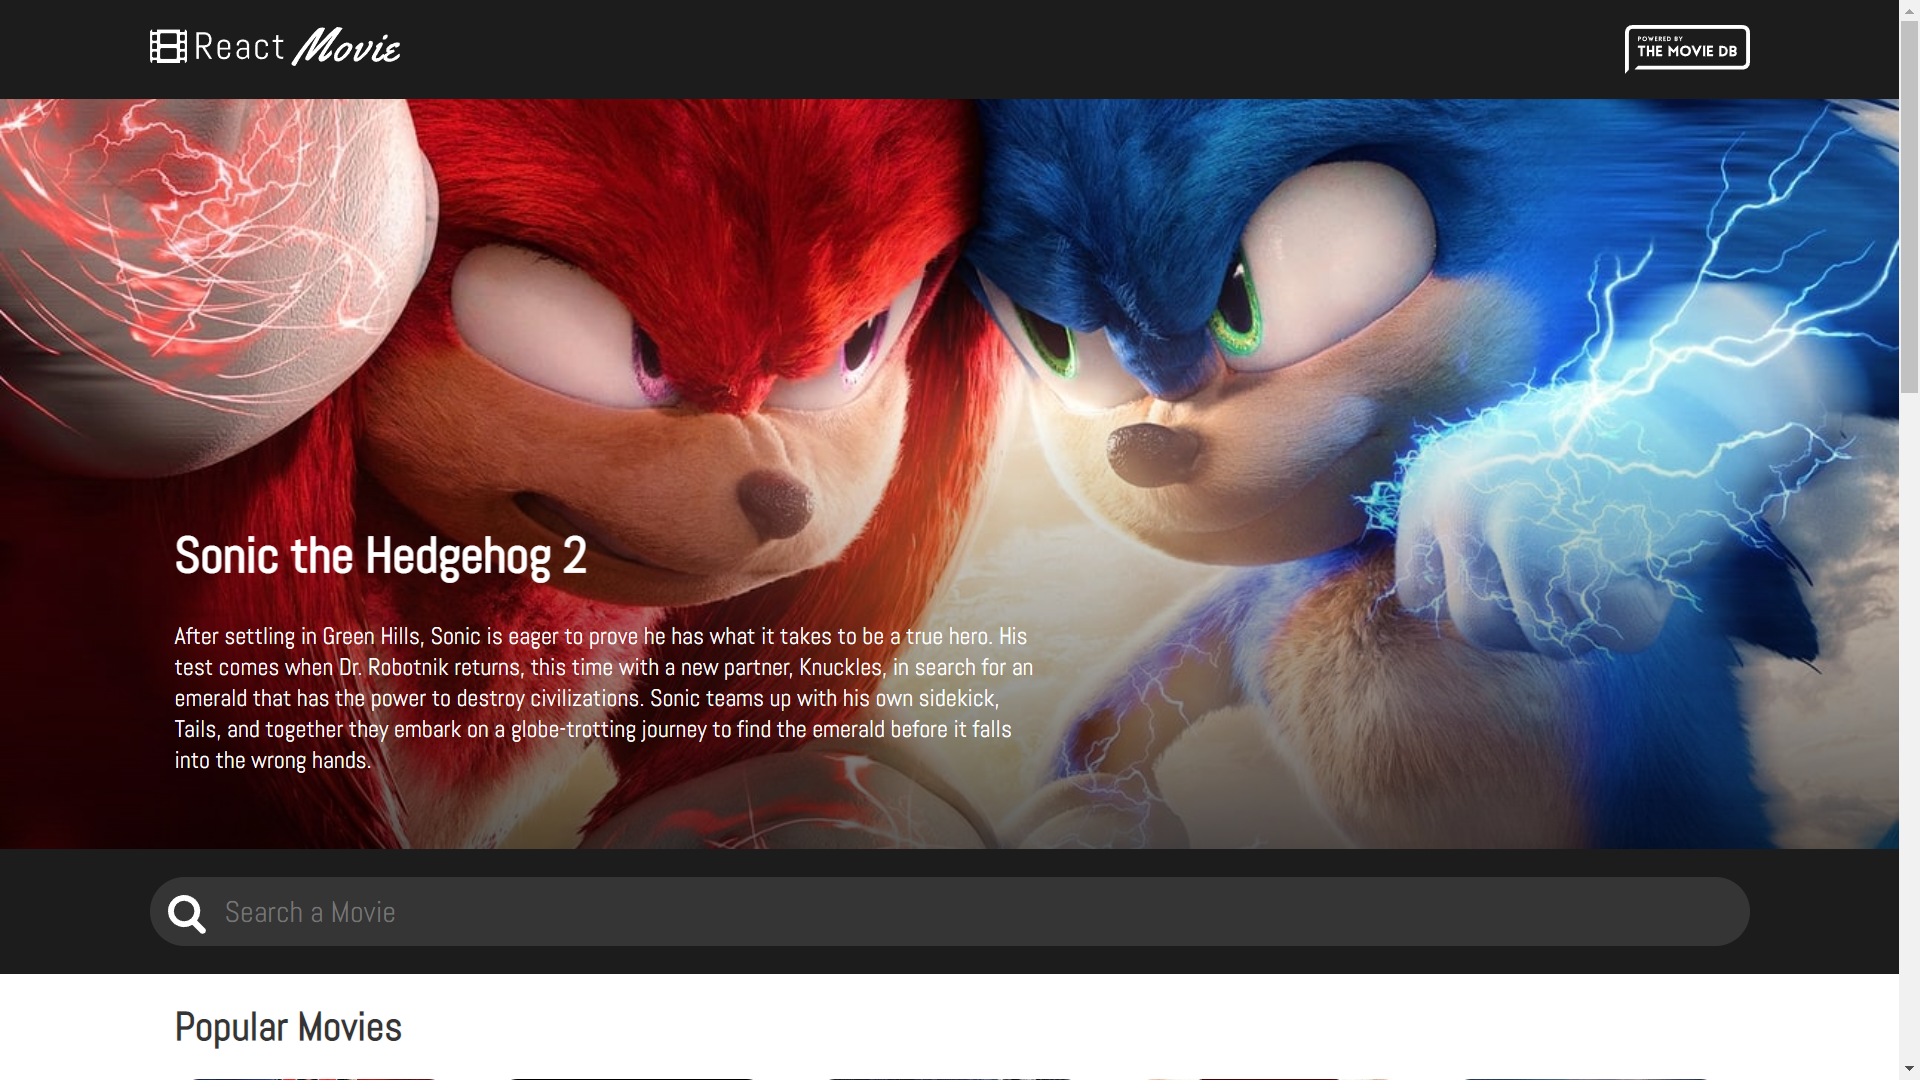 React Movie
POWERED BY
THE MOVIE DB
Sonic the Hedgehog 2
After settling in Green Hills, Sonic is eager to prove he has what it takes to be a true hero. His
test comes when Dr. Robotnik returns, this time with a new partner, Knuckles, in search for an
emerald that has the power to destroy civilizations. Sonic teams up with his own sidekick,
Tails, and together they embark on a globe-trotting journey to find the emerald before it falls
into the wrong hands.
Search a Movie
Popular Movies